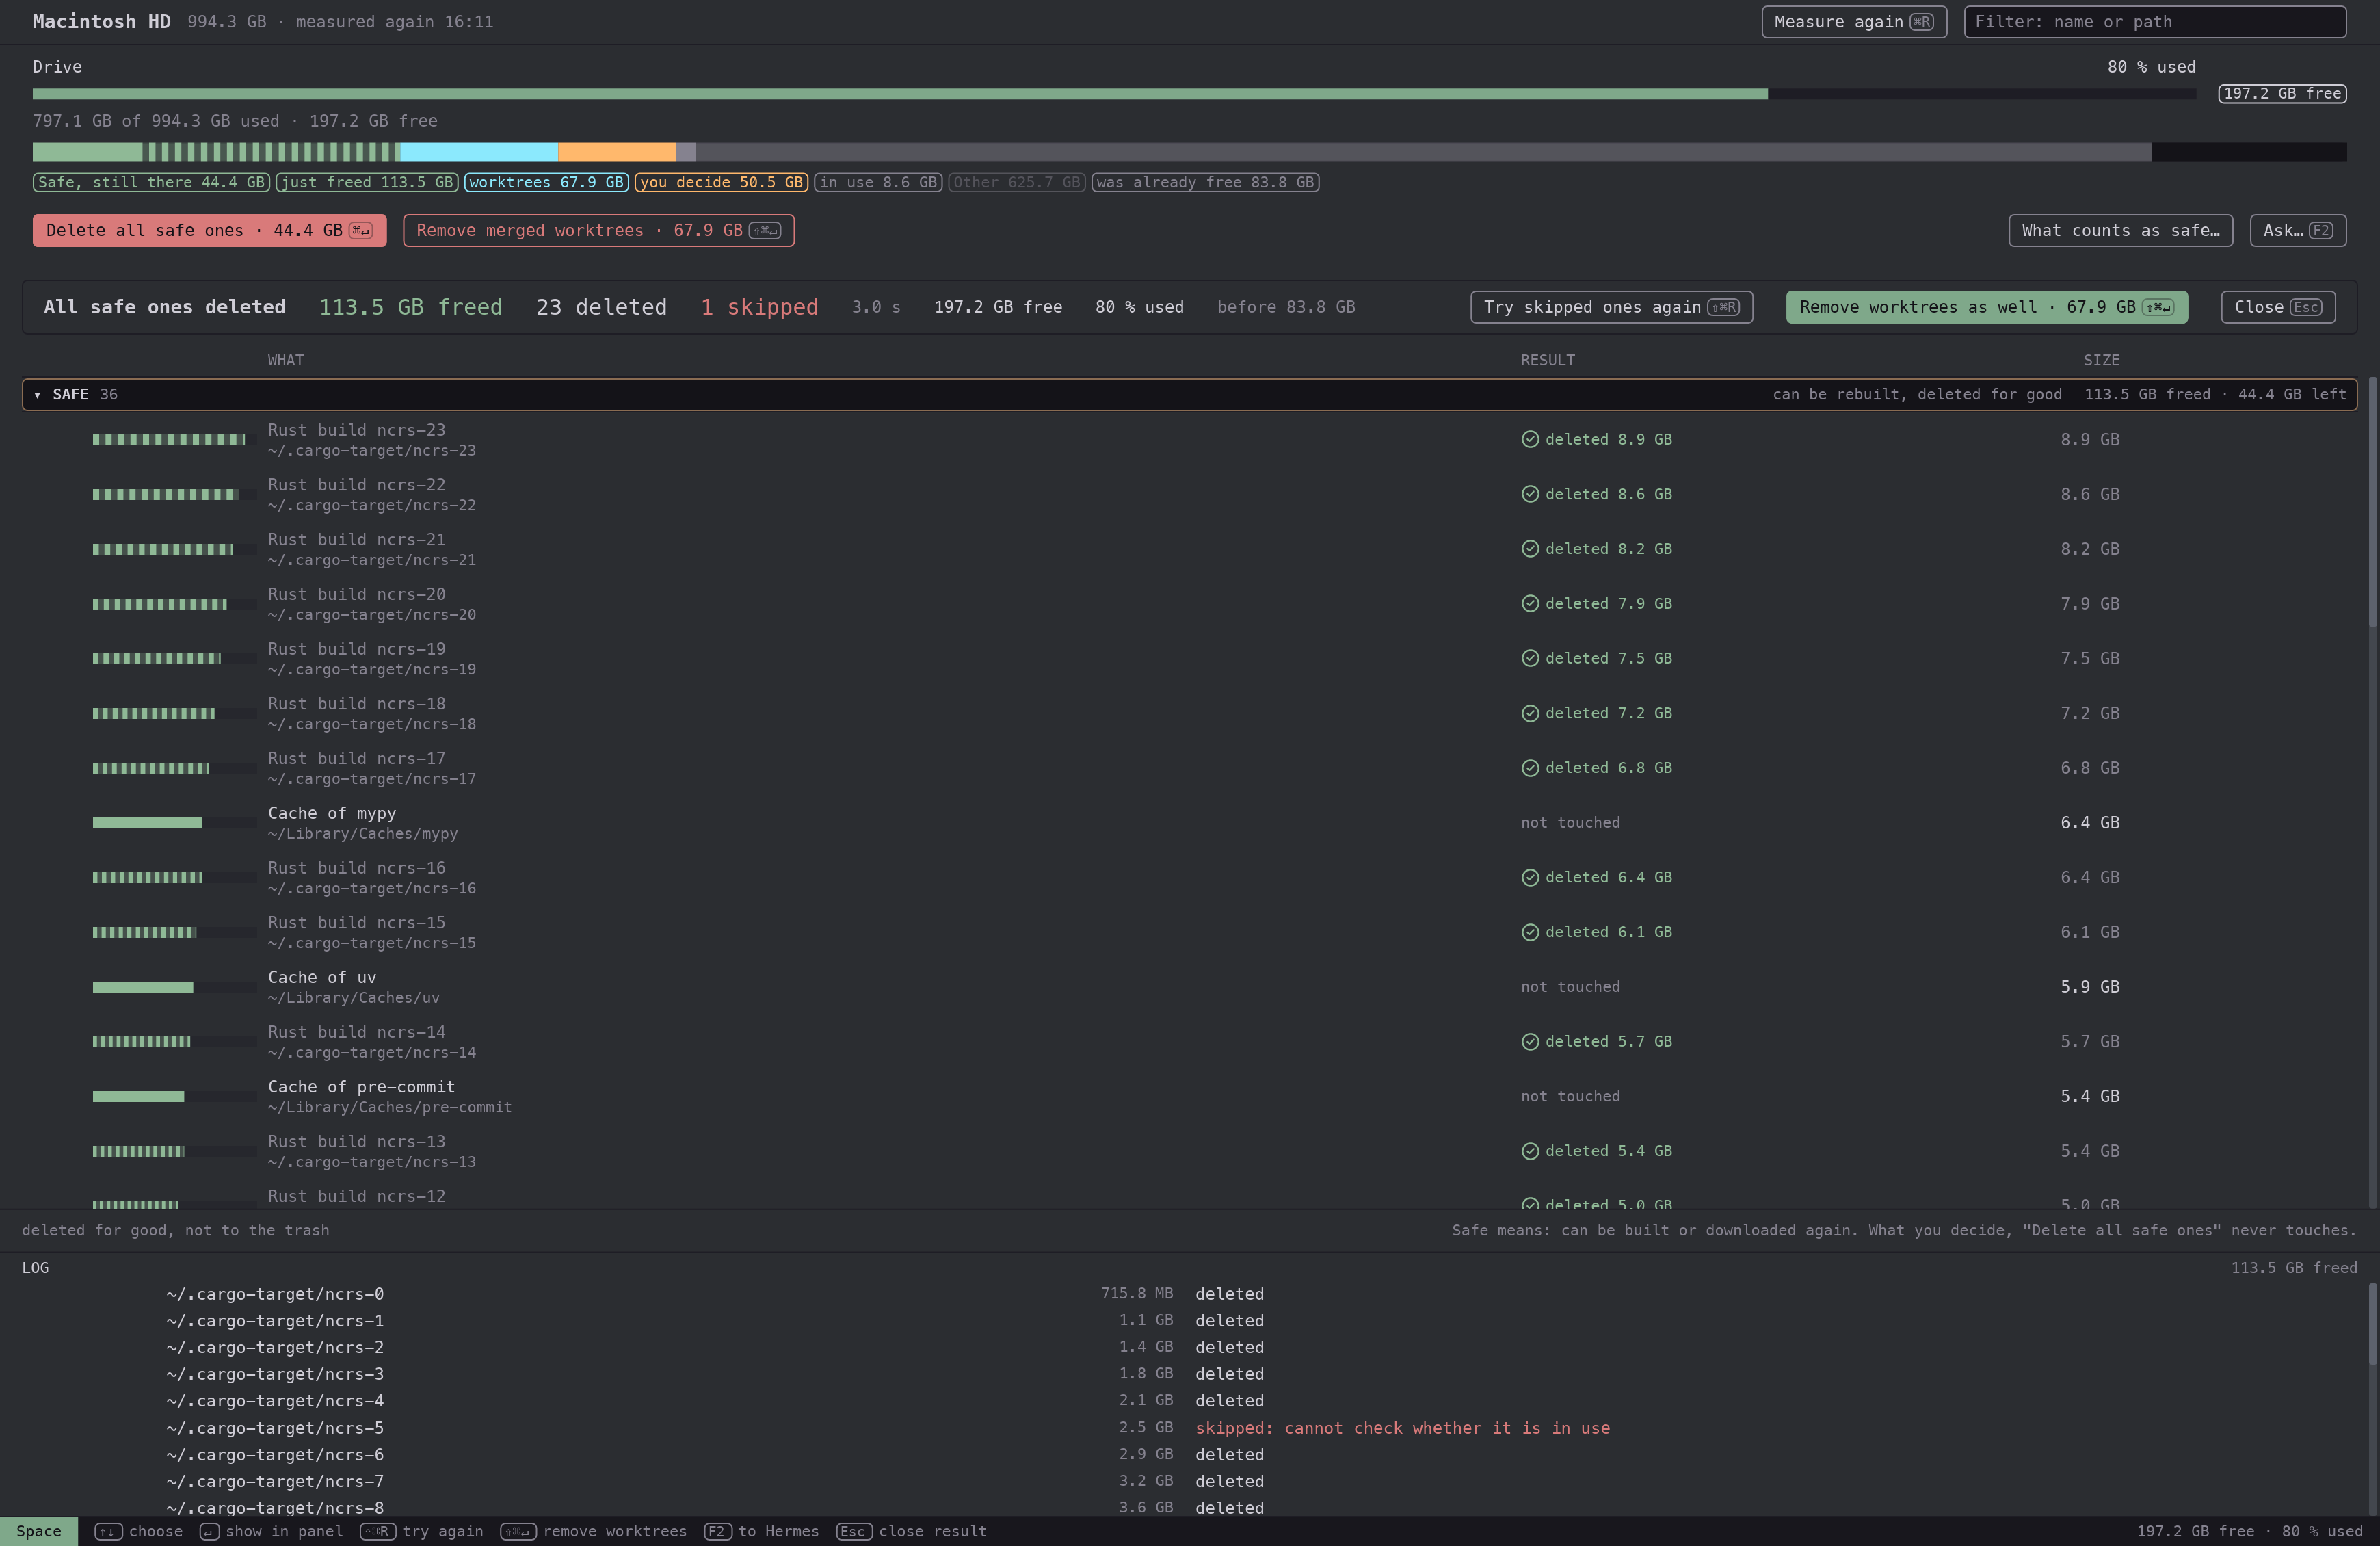 Macintosh HD 994.3 GB · measured again 16:11 Measure again ⌘R Filter: name or path
Drive 80 % used
197.2 GB free
797.1 GB of 994.3 GB used · 197.2 GB free
Safe, still there 44.4 GB just freed 113.5 GB worktrees 67.9 GB you decide 50.5 GB in use 8.6 GB Other 625.7 GB was already free 83.8 GB
Delete all safe ones · 44.4 GB ⌘↵ Remove merged worktrees · 67.9 GB ⇧⌘↵ What counts as safe… Ask… F2
All safe ones deleted 113.5 GB freed 23 deleted 1 skipped 3.0 s 197.2 GB free 80 % used before 83.8 GB Try skipped ones again ⇧⌘R Remove worktrees as well · 67.9 GB ⇧⌘↵ Close Esc
WHAT RESULT SIZE
▾ SAFE 36 can be rebuilt, deleted for good 113.5 GB freed · 44.4 GB left
Rust build ncrs-23
~/.cargo-target/ncrs-23 deleted 8.9 GB 8.9 GB
Rust build ncrs-22
~/.cargo-target/ncrs-22 deleted 8.6 GB 8.6 GB
Rust build ncrs-21
~/.cargo-target/ncrs-21 deleted 8.2 GB 8.2 GB
Rust build ncrs-20
~/.cargo-target/ncrs-20 deleted 7.9 GB 7.9 GB
Rust build ncrs-19
~/.cargo-target/ncrs-19 deleted 7.5 GB 7.5 GB
Rust build ncrs-18
~/.cargo-target/ncrs-18 deleted 7.2 GB 7.2 GB
Rust build ncrs-17
~/.cargo-target/ncrs-17 deleted 6.8 GB 6.8 GB
Cache of mypy
~/Library/Caches/mypy not touched 6.4 GB
Rust build ncrs-16
~/.cargo-target/ncrs-16 deleted 6.4 GB 6.4 GB
Rust build ncrs-15
~/.cargo-target/ncrs-15 deleted 6.1 GB 6.1 GB
Cache of uv
~/Library/Caches/uv not touched 5.9 GB
Rust build ncrs-14
~/.cargo-target/ncrs-14 deleted 5.7 GB 5.7 GB
Cache of pre-commit
~/Library/Caches/pre-commit not touched 5.4 GB
Rust build ncrs-13
~/.cargo-target/ncrs-13 deleted 5.4 GB 5.4 GB
Rust build ncrs-12 deleted 5.0 GB 5.0 GB
deleted for good, not to the trash Safe means: can be built or downloaded again. What you decide, "Delete all safe ones" never touches.
LOG 113.5 GB freed
~/.cargo-target/ncrs-0 715.8 MB deleted
~/.cargo-target/ncrs-1 1.1 GB deleted
~/.cargo-target/ncrs-2 1.4 GB deleted
~/.cargo-target/ncrs-3 1.8 GB deleted
~/.cargo-target/ncrs-4 2.1 GB deleted
~/.cargo-target/ncrs-5 2.5 GB skipped: cannot check whether it is in use
~/.cargo-target/ncrs-6 2.9 GB deleted
~/.cargo-target/ncrs-7 3.2 GB deleted
~/.cargo-target/ncrs-8 3.6 GB deleted
Space ↑↓ choose ↵ show in panel ⇧⌘R try again ⇧⌘↵ remove worktrees F2 to Hermes Esc close result 197.2 GB free · 80 % used